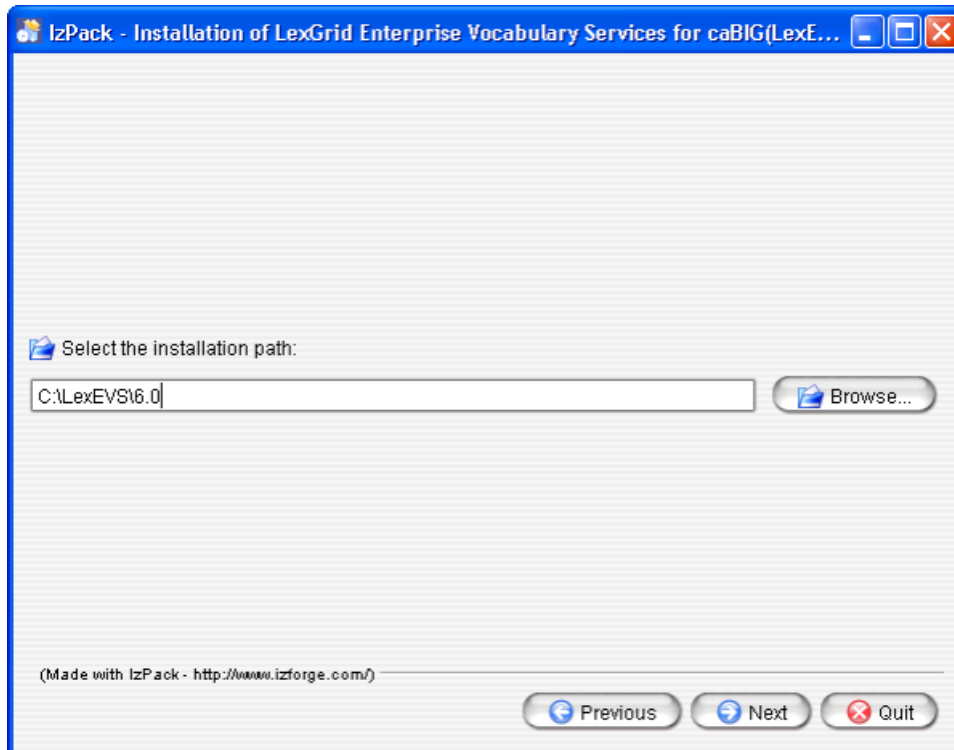 IzPack - Installation of LexGrid Enterprise Vocabulary Services for caBIG(LexE...
Select the installation path:
C:\LexEVS\6.0
Browse...
(Made with IzPack - http://www.izforge.com/)
Previous
Next
Quit